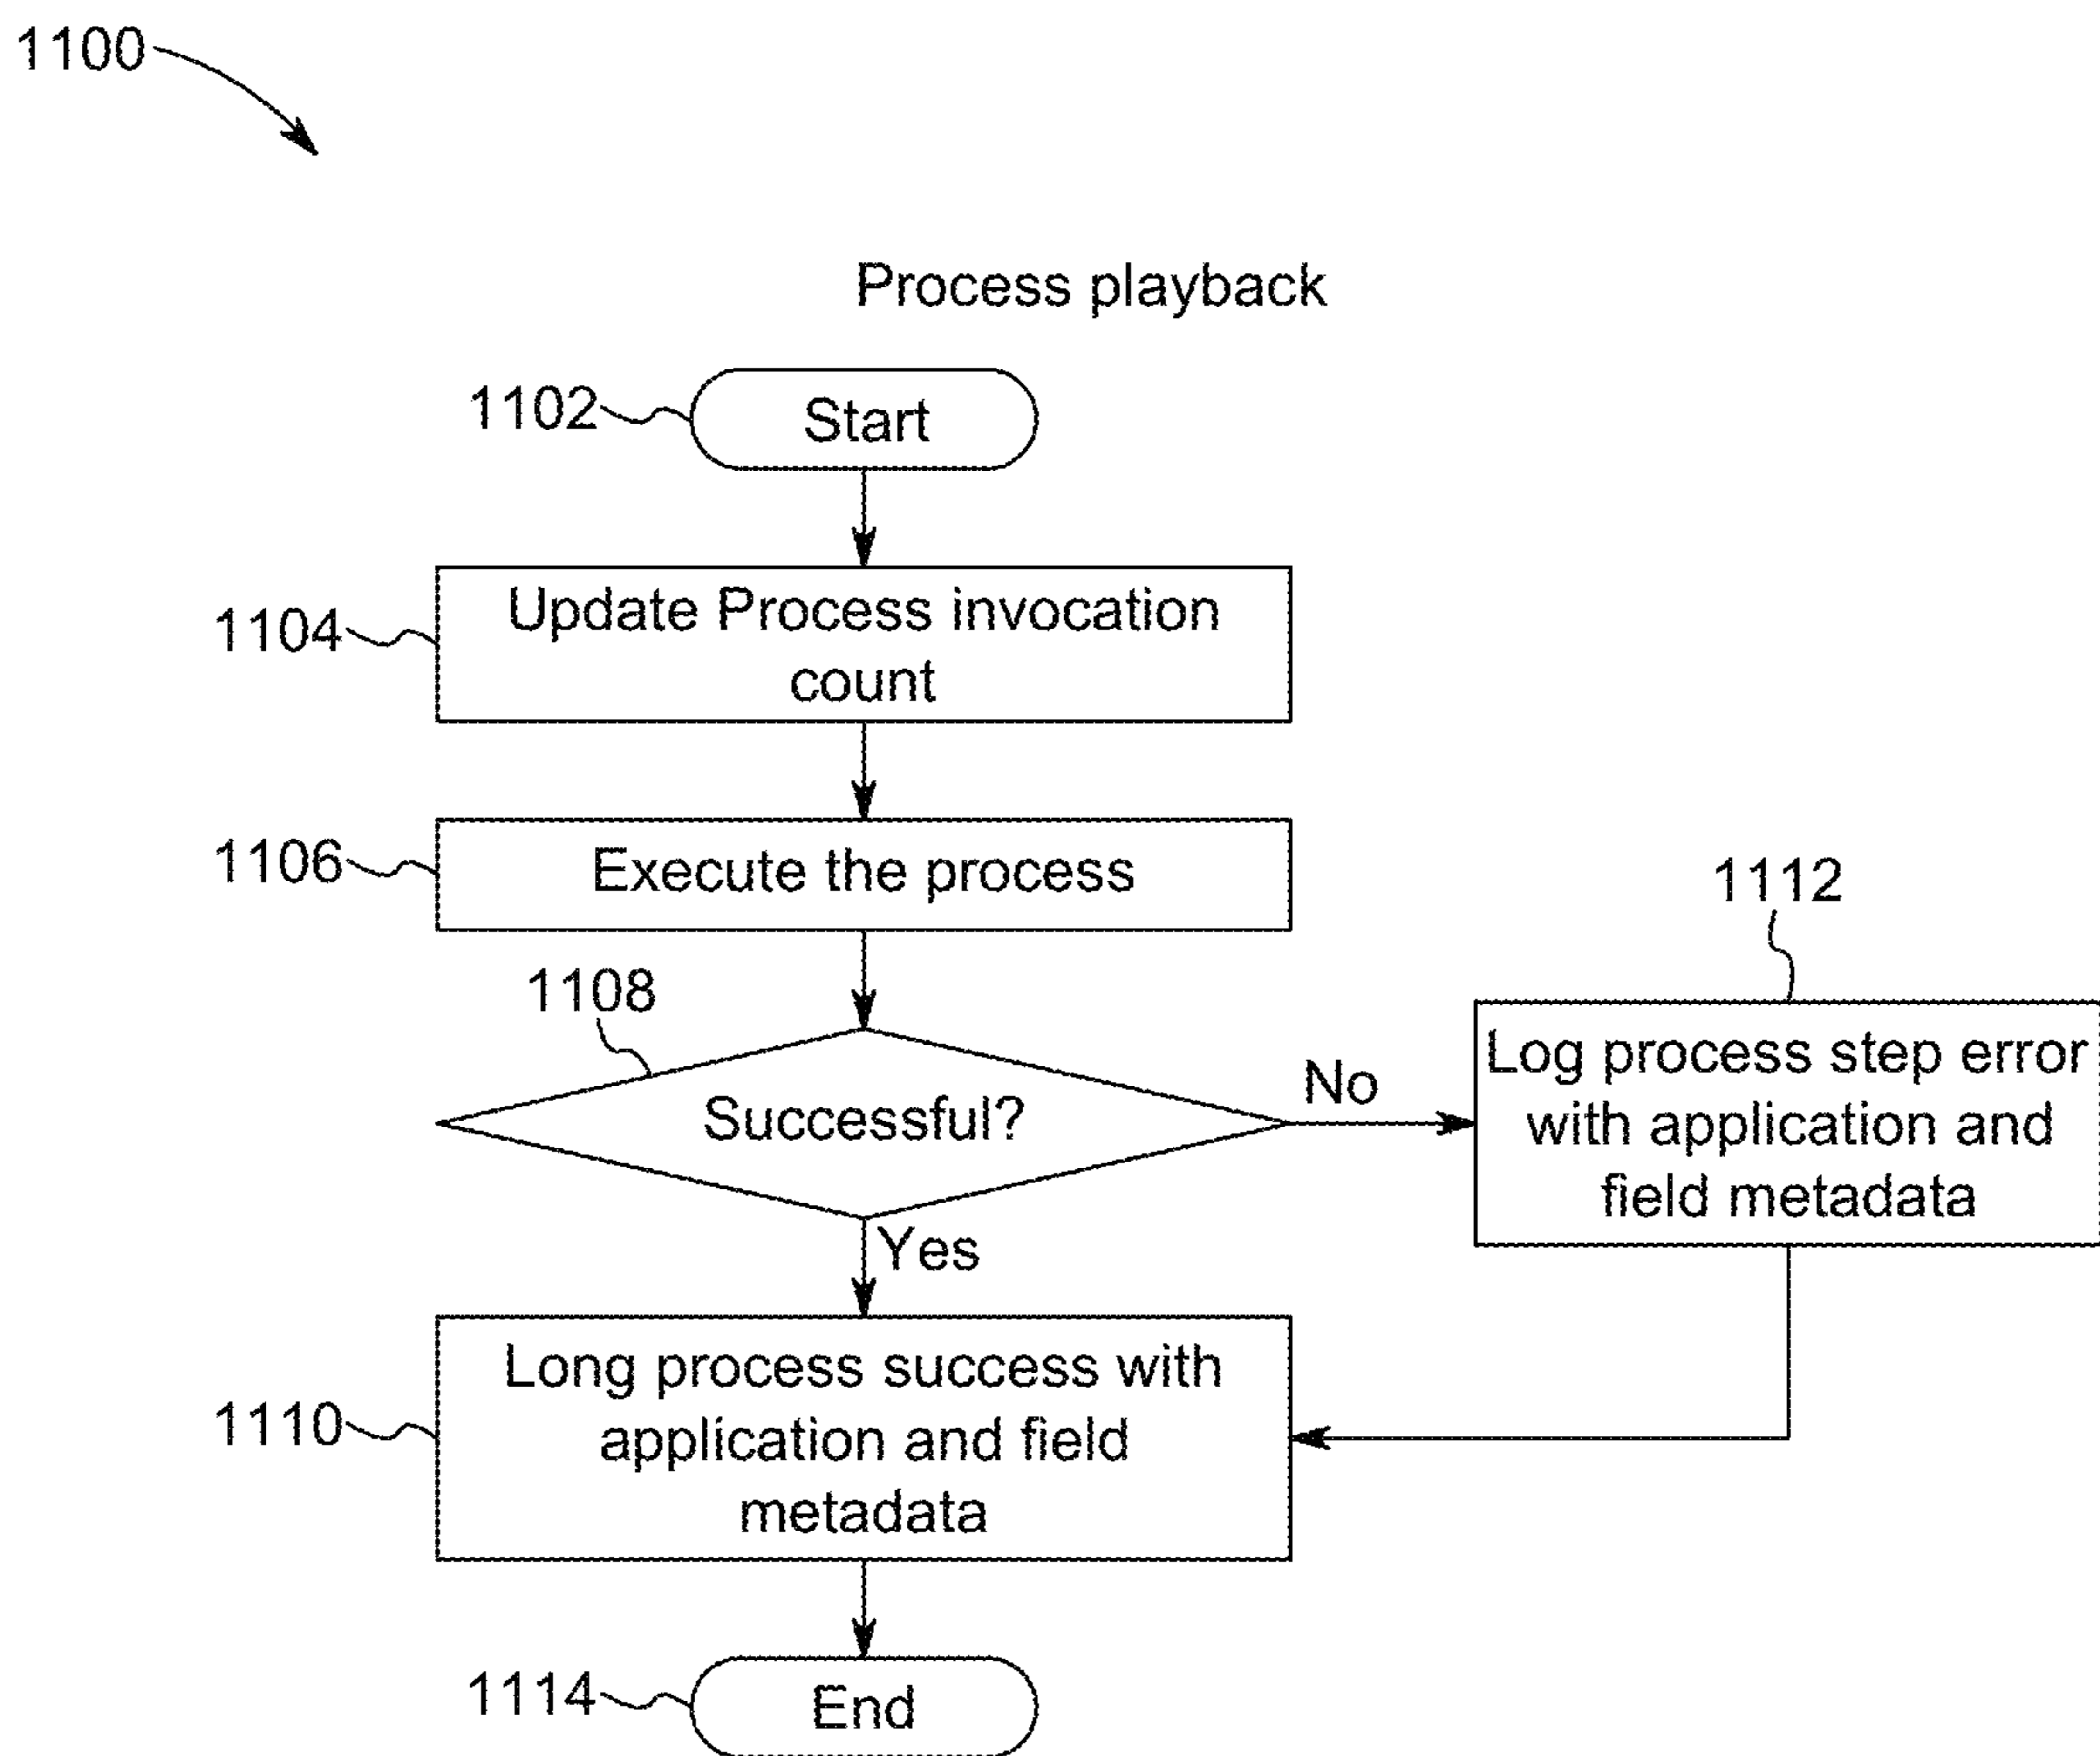 1100
Process playback
1102
Start
1104
Update Process invocation
count
1106
Execute the process
1112
1108
Log process step error
with application and
field metadata
No
Successful?
Yes
1110
Long process success with
application and field
metadata
1114
End